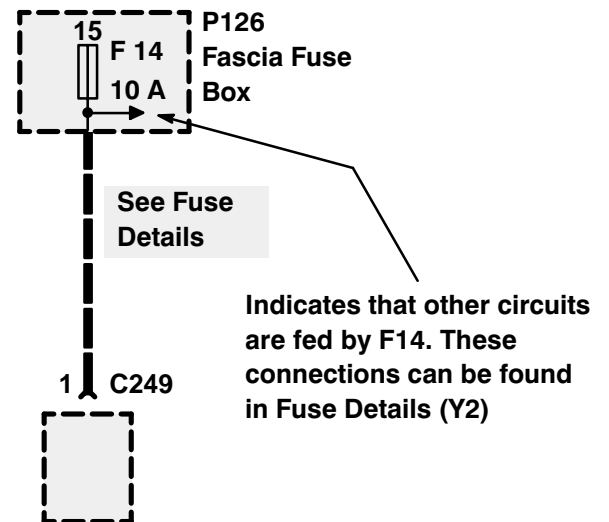 15
F 14
10 A
P126
Fascia Fuse
Box
See Fuse
Details
Indicates that other circuits
are fed by F14. These
connections can be found
in Fuse Details (Y2)
1 C249